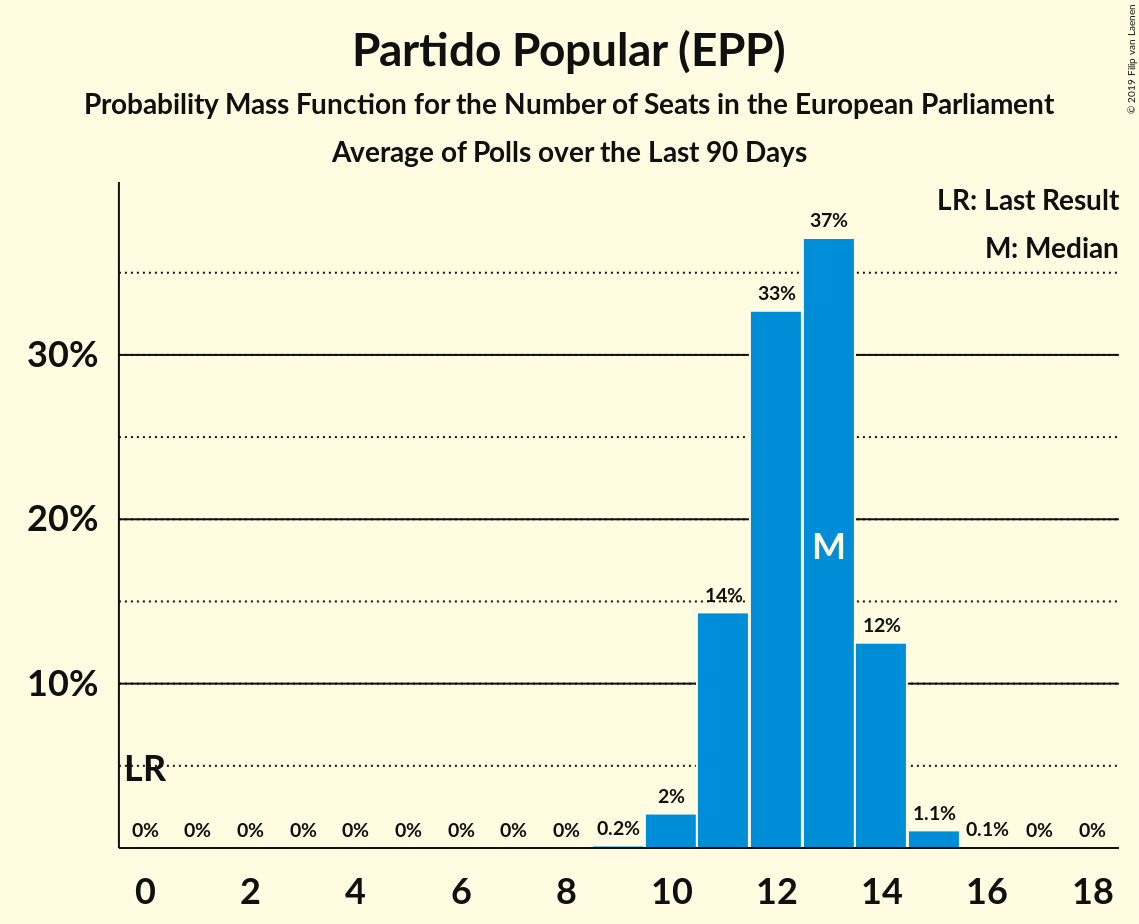 Partido Popular (EPP)
Probability Mass Function for the Number of Seats in the European Parliament
Average of Polls over the Last 90 Days
© 2019 Filip van Laenen
LR: Last Result
M: Median
37%
33%
30%
20%
M
14%
12%
10%
LR
2%
1.1%
0% 0% 0% 0% 0% 0% 0% 0% 0% 0.2% 0.1% 0% 0%
0 2 4 6 8 10 12 14 16 18